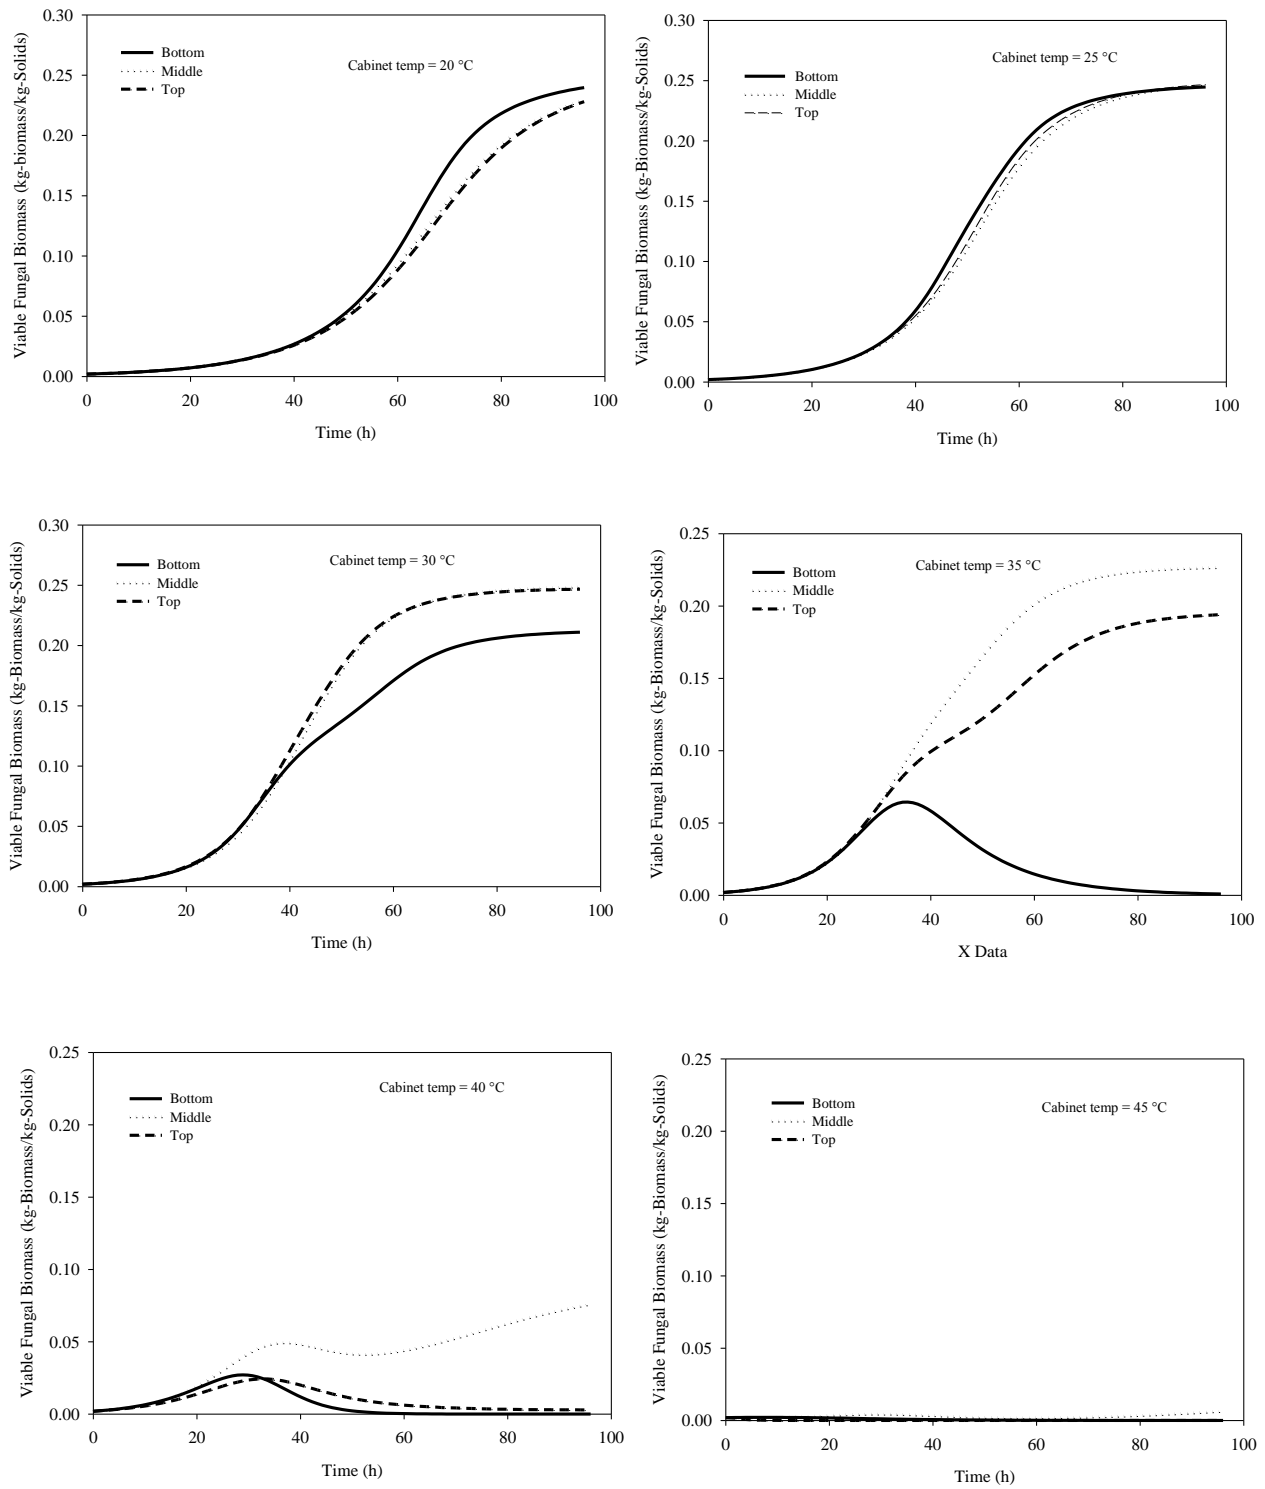 Viable Fungal Biomass (kg-biomass/kg-Solids)
0.30
0.25
0.20
0.15
0.10
0.05
0.00
Bottom
Middle
Top
Cabinet temp = 20 °C
0 20 40 60 80 100
Time (h)
Viable Fungal Biomass (kg-Biomass/kg-Solids)
0.30
0.25
0.20
0.15
0.10
0.05
0.00
Bottom
Middle
Top
Cabinet temp = 25 °C
0 20 40 60 80 100
Time (h)
Viable Fungal Biomass (kg-Biomass/kg-Solids)
0.30
0.25
0.20
0.15
0.10
0.05
0.00
Bottom
Middle
Top
Cabinet temp = 30 °C
0 20 40 60 80 100
Time (h)
Viable Fungal Biomass (kg-Biomass/kg-Solids)
0.25
0.20
0.15
0.10
0.05
0.00
Bottom
Middle
Top
Cabinet temp = 35 °C
0 20 40 60 80 100
X Data
Viable Fungal Biomass (kg-Biomass/kg-Solids)
0.25
0.20
0.15
0.10
0.05
0.00
Bottom
Middle
Top
Cabinet temp = 40 °C
0 20 40 60 80 100
Time (h)
Viable Fungal Biomass (kg-Biomass/kg-Solids)
0.25
0.20
0.15
0.10
0.05
0.00
Bottom
Middle
Top
Cabinet temp = 45 °C
0 20 40 60 80 100
Time (h)